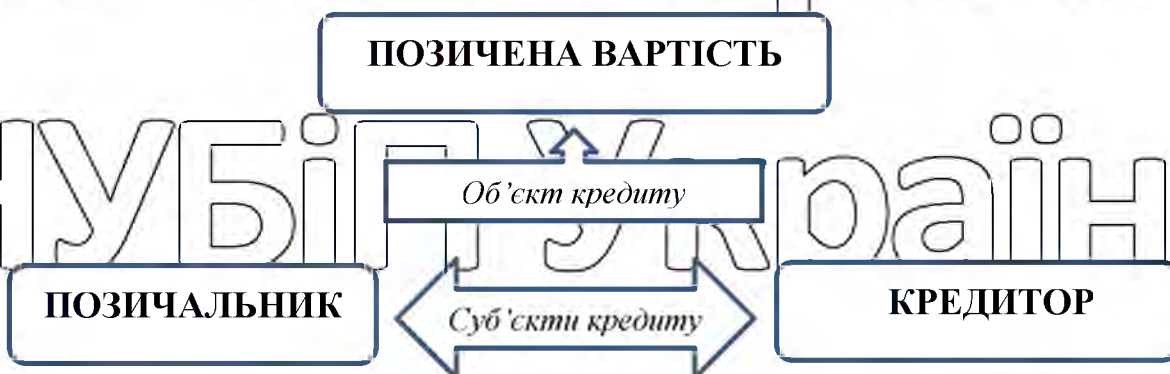 ПОЗИЧЕНА ВАРТІСТЬ
НУБіП України
Об’єкт кредиту
ПОЗИЧАЛЬНИК
Суб’єкти кредиту
КРЕДИТОР